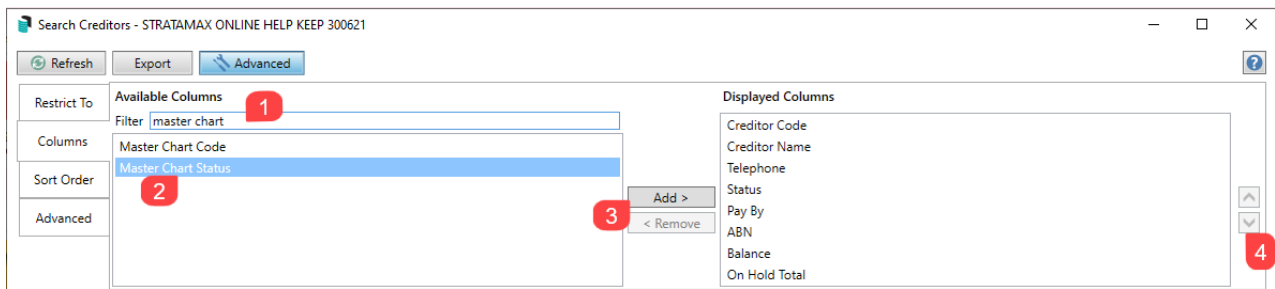 Search Creditors - STRATAMAX ONLINE HELP KEEP 300621
Refresh Export Advanced ?
Restrict To
Columns
Sort Order
Advanced
Available Columns
1
Filter master chart
Master Chart Code
Master Chart Status
2
Add >
3
< Remove
Displayed Columns
Creditor Code
Creditor Name
Telephone
Status
Pay By
ABN
Balance
On Hold Total
4